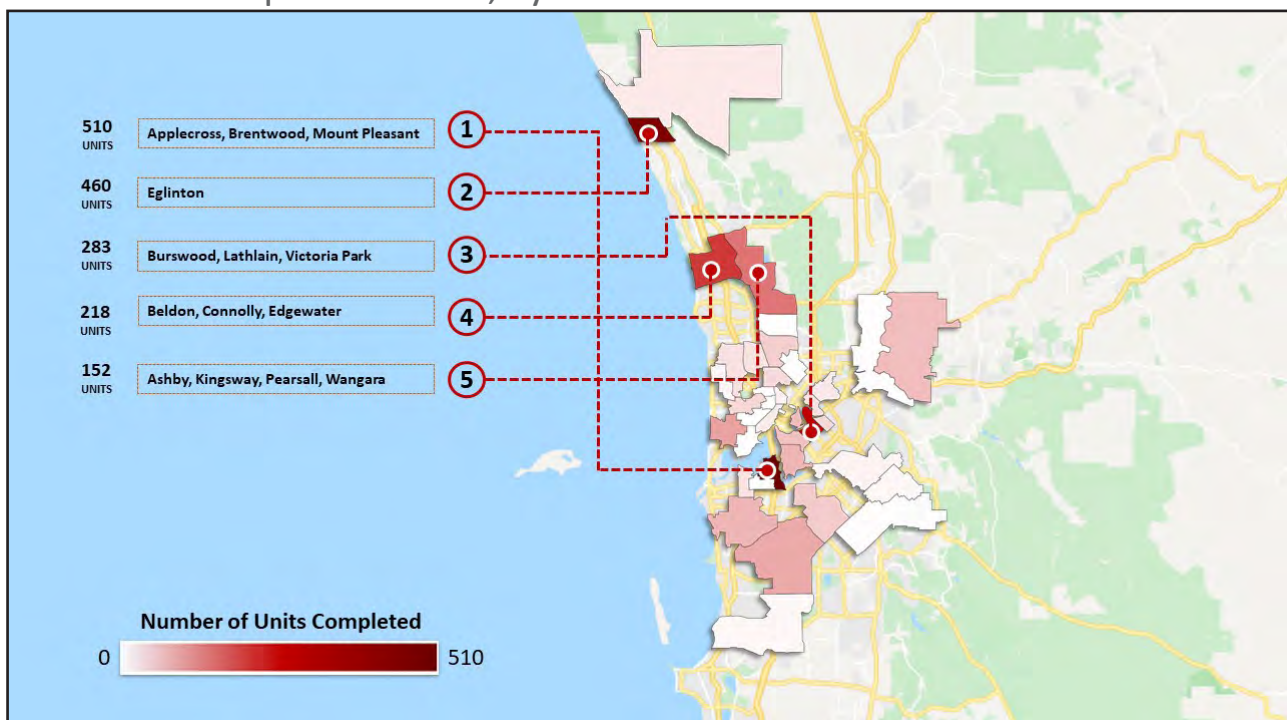 510
UNITS
Applecross, Brentwood, Mount Pleasant
1
460
UNITS
Eglinton
2
283
UNITS
Burswood, Lathlain, Victoria Park
3
218
UNITS
Beldon, Connolly, Edgewater
4
152
UNITS
Ashby, Kingsway, Pearsall, Wangara
5
Number of Units Completed
0
510